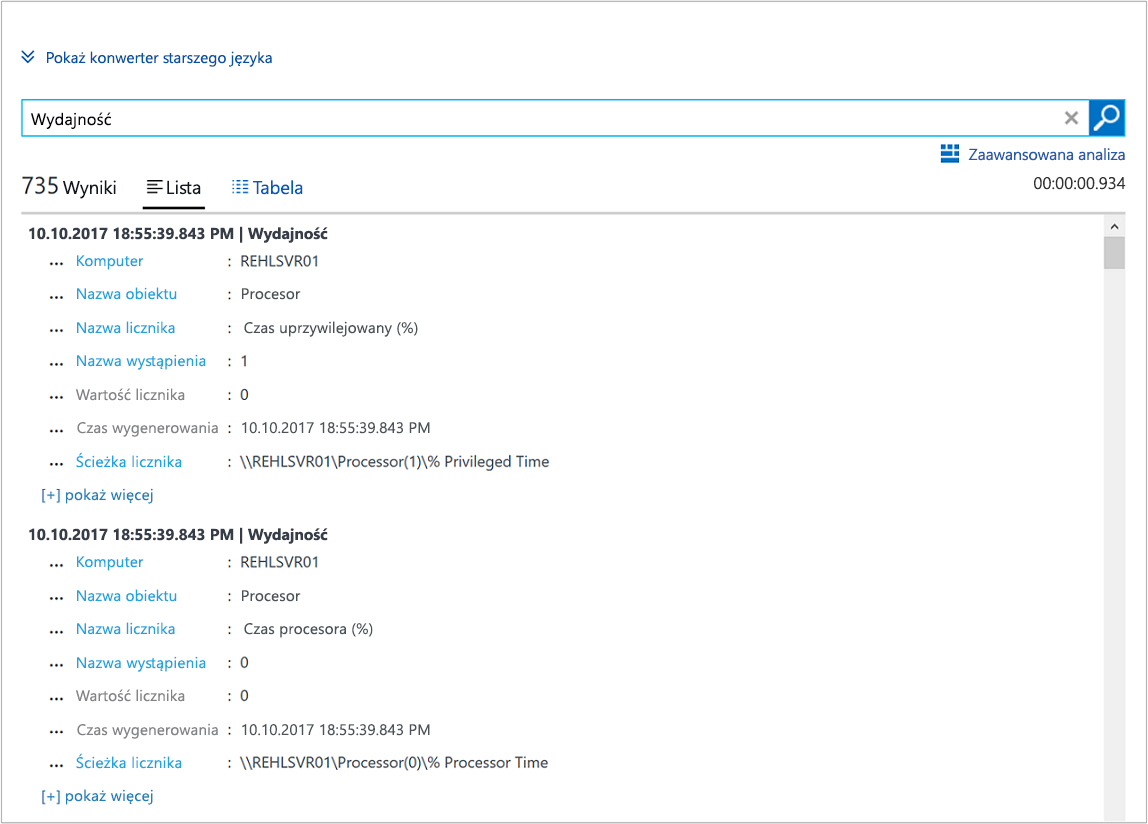 Pokaż konwerter starszego języka
Wydajność
Zaawansowana analiza
735 Wyniki Lista Tabela 00:00:00.934
10.10.2017 18:55:39.843 PM | Wydajność
... Komputer : REHLSVR01
... Nazwa obiektu : Procesor
... Nazwa licznika : Czas uprzywilejowany (%)
... Nazwa wystąpienia : 1
... Wartość licznika : 0
... Czas wygenerowania : 10.10.2017 18:55:39.843 PM
... Ścieżka licznika : \\REHLSVR01\Processor(1)\% Privileged Time
[+] pokaż więcej
10.10.2017 18:55:39.843 PM | Wydajność
... Komputer : REHLSVR01
... Nazwa obiektu : Procesor
... Nazwa licznika : Czas procesora (%)
... Nazwa wystąpienia : 0
... Wartość licznika : 0
... Czas wygenerowania : 10.10.2017 18:55:39.843 PM
... Ścieżka licznika : \\REHLSVR01\Processor(0)\% Processor Time
[+] pokaż więcej